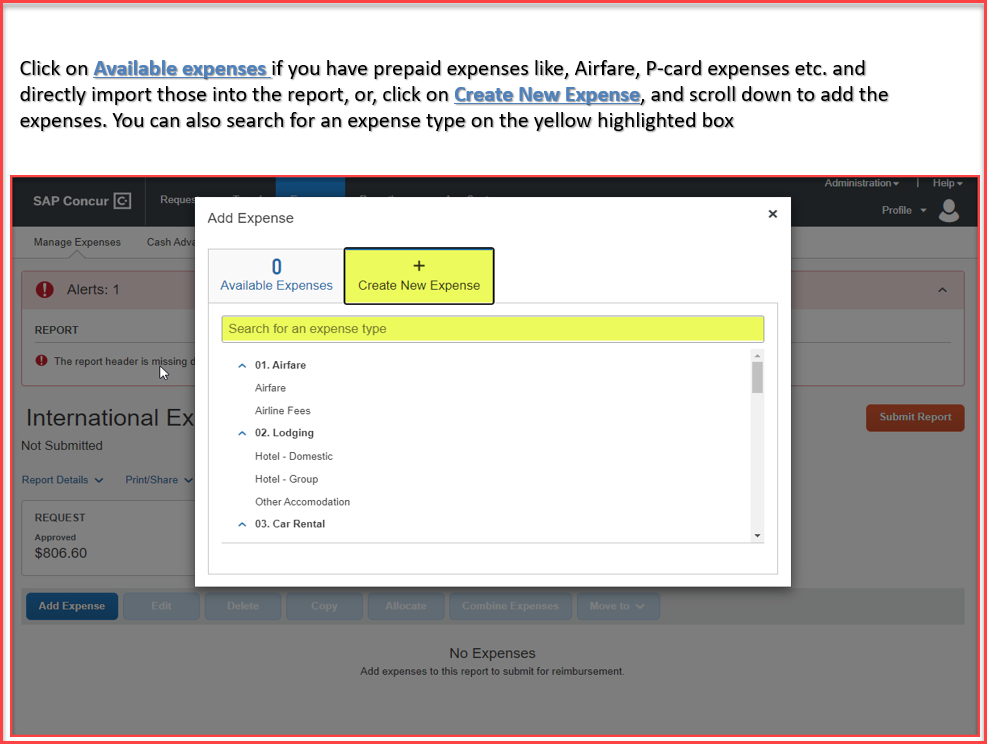 Click on Available expenses if you have prepaid expenses like, Airfare, P-card expenses etc. and
directly import those into the report, or, click on Create New Expense, and scroll down to add the
expenses. You can also search for an expense type on the yellow highlighted box
Administration | Help
SAP Concur C Reques
Profile
Manage Expenses Cash Adva
Add Expense
0
Available Expenses
+
Create New Expense
Alerts: 1
Search for an expense type
REPORT
The report header is missing d
01. Airfare
Airfare
Airline Fees
02. Lodging
Hotel - Domestic
Hotel - Group
Other Accomodation
03. Car Rental
International Ex
Submit Report
Not Submitted
Report Details Print/Share
REQUEST
Approved
$806.60
Add Expense Edit Delete Copy Allocate Combine Expenses Move to
No Expenses
Add expenses to this report to submit for reimbursement.